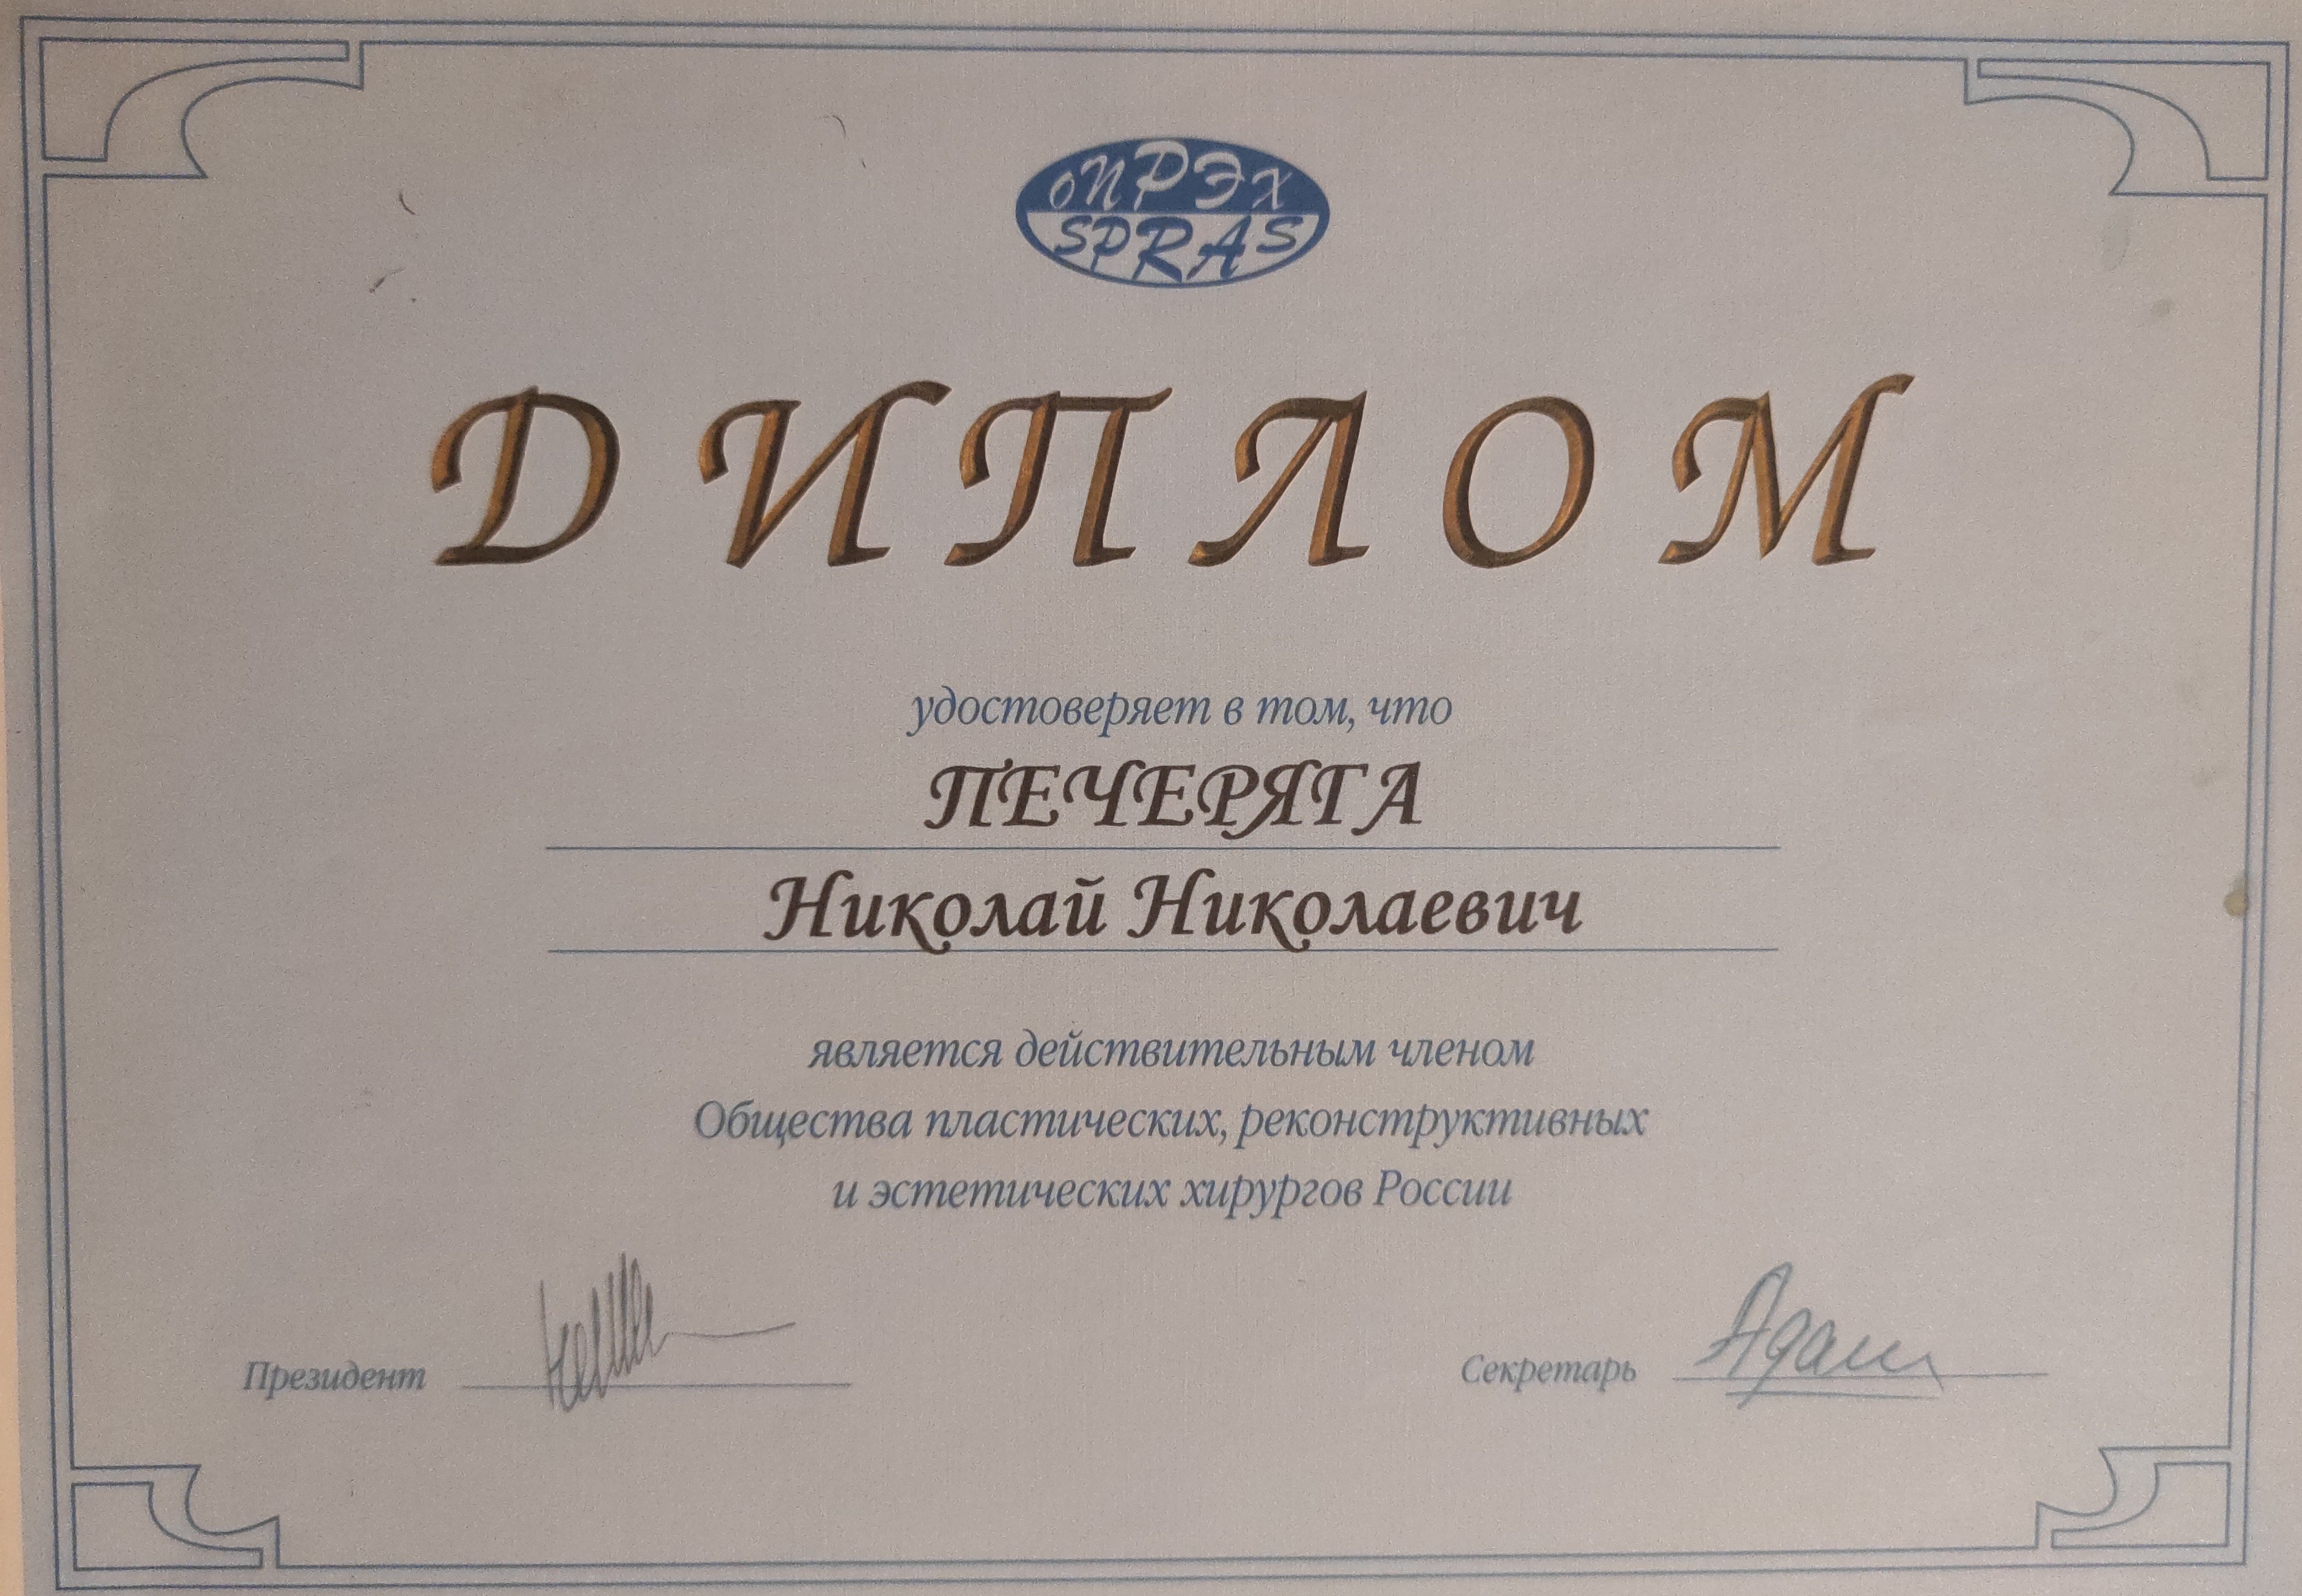 оПРЭх
SPRAS
ДИПЛОМ
удостоверяет в том, что
ПЕЧЕРЯГА
Николай Николаевич
является действительным членом
Общества пластических, реконструктивных
и эстетических хирургов России
Президент
Секретарь